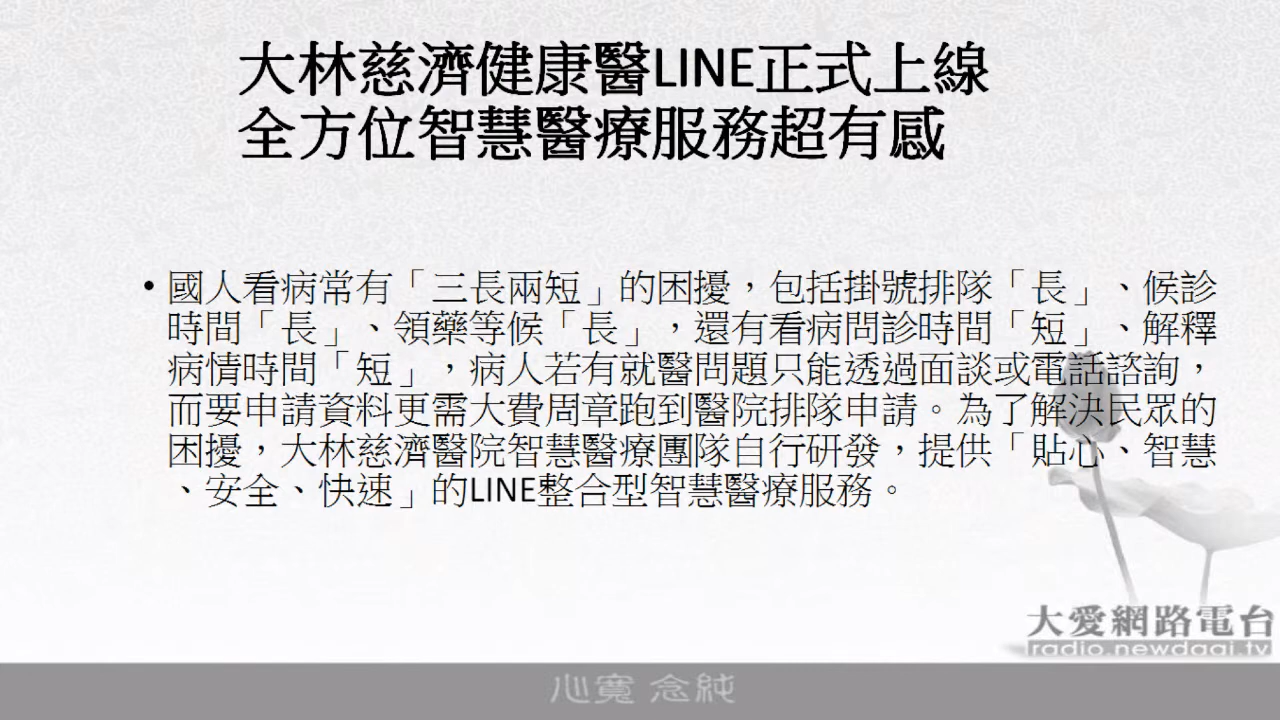 大林慈濟健康醫LINE正式上線
全方位智慧醫療服務超有感
• 國人看病常有「三長兩短」的困擾，包括掛號排隊「長」、候診
時間「長」、領藥等候「長」，還有看病問診時間「短」、解釋
病情時間「短」，病人若有就醫問題只能透過面談或電話諮詢，
而要申請資料更需大費周章跑到醫院排隊申請。為了解決民眾的
困擾，大林慈濟醫院智慧醫療團隊自行研發，提供「貼心、智慧
、安全、快速」的LINE整合型智慧醫療服務。
大愛網路電台
radio.newdaai.tv
心寬 念純